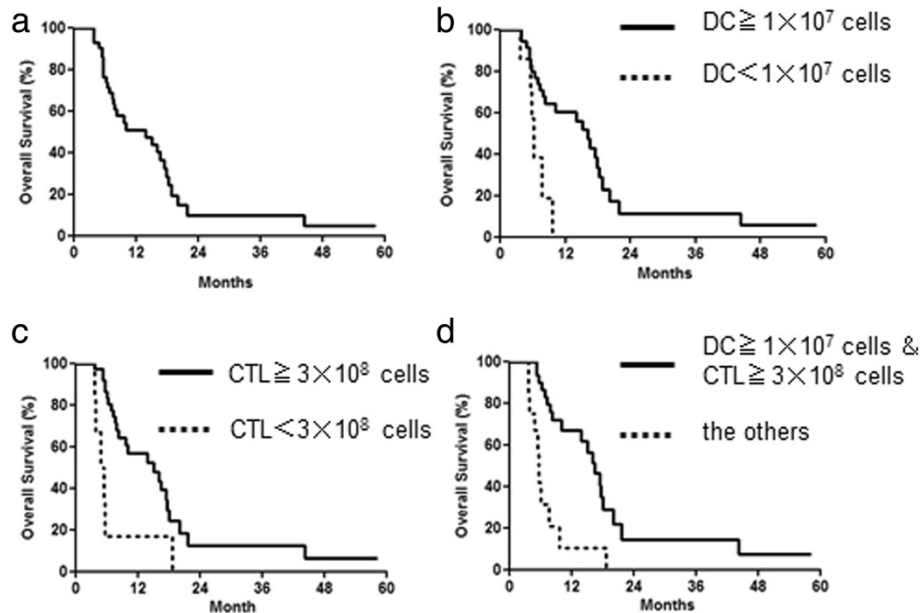 a
Overall Survival (%)
100
80
60
40
20
0
0 12 24 36 48 60
Months
b
DC≧1×10⁷ cells
DC<1×10⁷ cells
Overall Survival (%)
100
80
60
40
20
0
0 12 24 36 48 60
Months
c
CTL≧3×10⁸ cells
CTL<3×10⁸ cells
Overall Survival (%)
100
80
60
40
20
0
0 12 24 36 48 60
Month
d
DC≧1×10⁷ cells &
CTL≧3×10⁸ cells
the others
Overall Survival (%)
100
80
60
40
20
0
0 12 24 36 48 60
Months